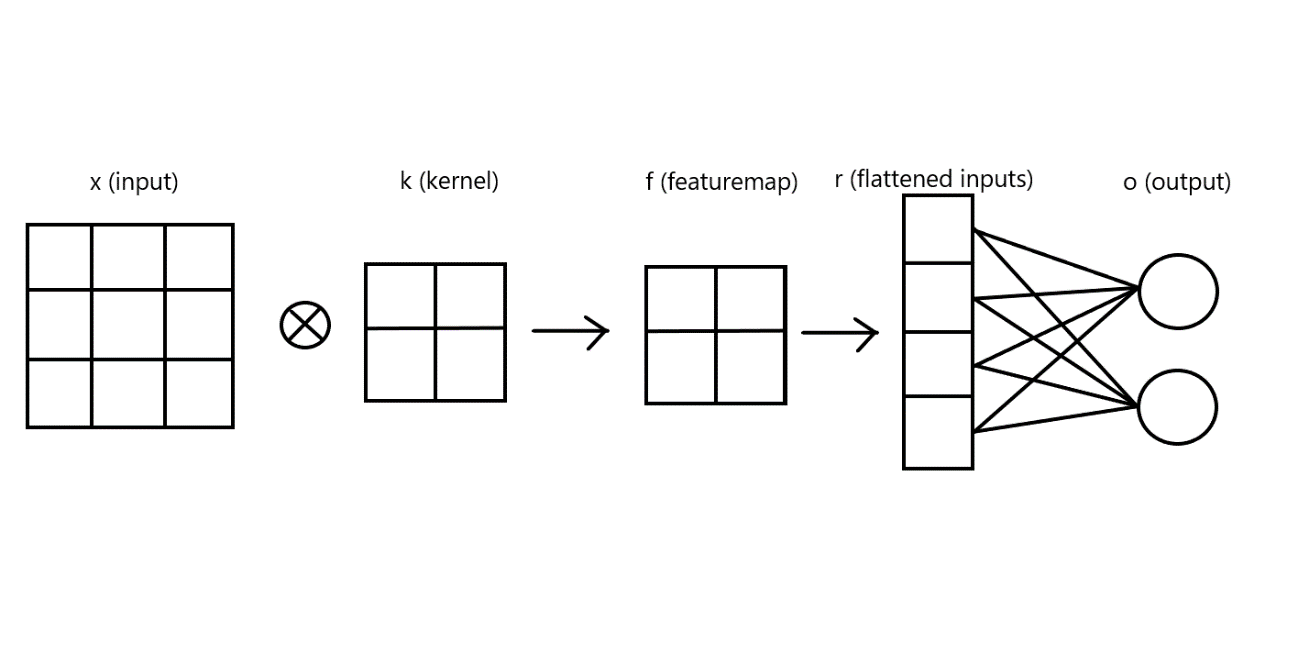 x (input)
k (kernel)
f (featuremap)
r (flattened inputs)
o (output)